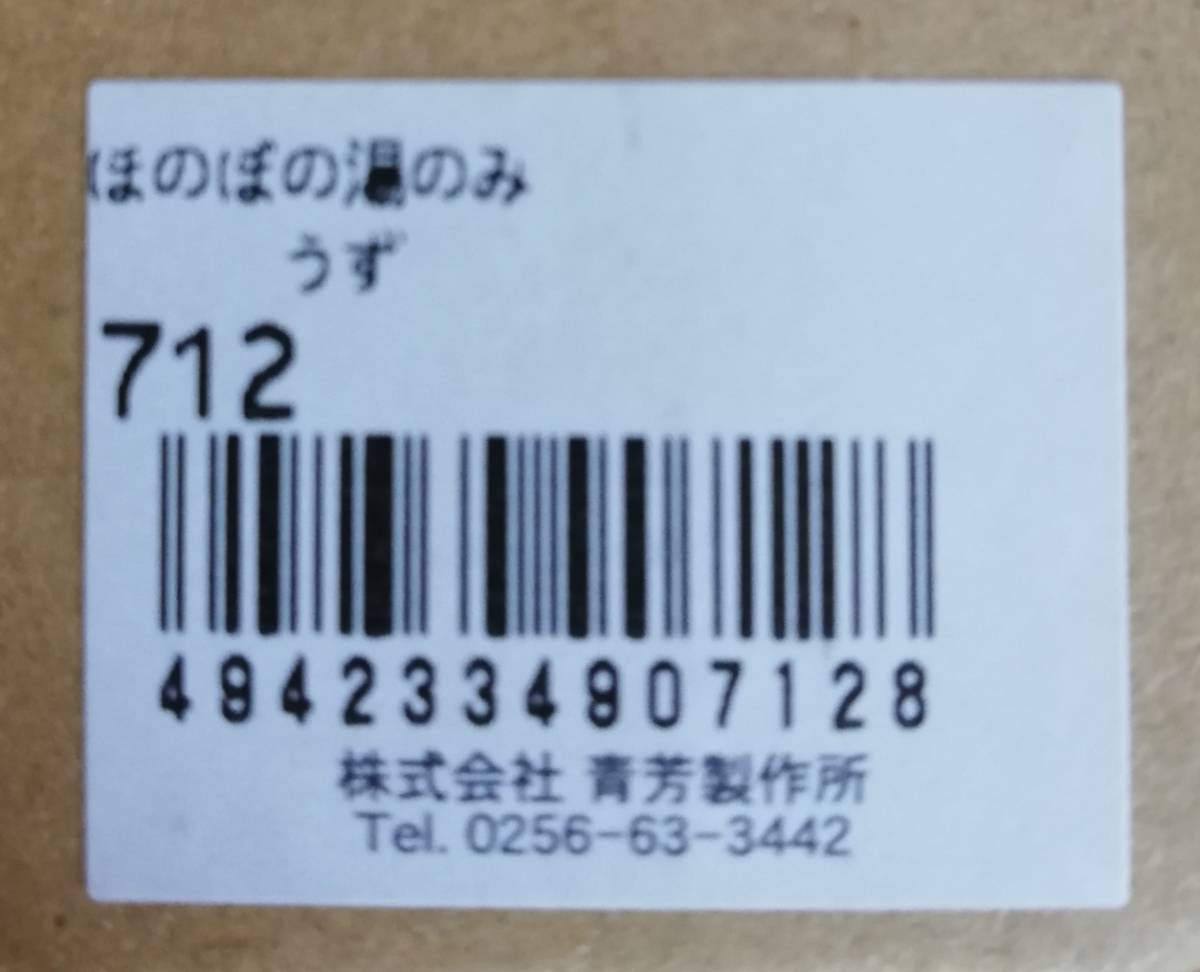 ほのぼの湯のみ
うず
712
4942334907128
株式会社 青芳製作所
Tel. 0256-63-3442